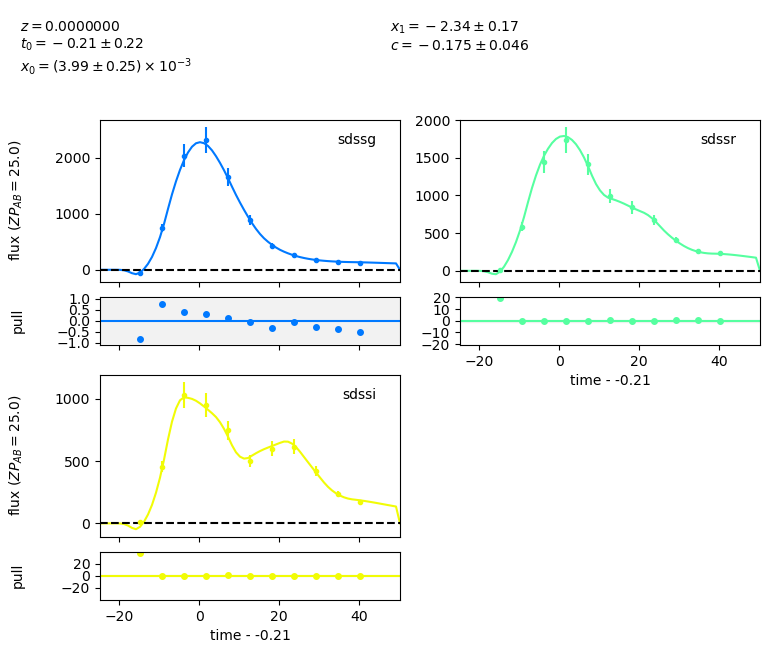 z = 0.0000000
t₀ = −0.21 ± 0.22
x₀ = (3.99 ± 0.25) × 10⁻³
x₁ = −2.34 ± 0.17
c = −0.175 ± 0.046
flux (ZP_AB = 25.0)
2000
1000
0
sdssg
2000
1500
1000
500
0
sdssr
pull
1.0
0.5
0.0
−0.5
−1.0
20
10
0
−10
−20
−20 0 20 40
time - -0.21
flux (ZP_AB = 25.0)
1000
500
0
sdssi
pull
20
0
−20
−20 0 20 40
time - -0.21